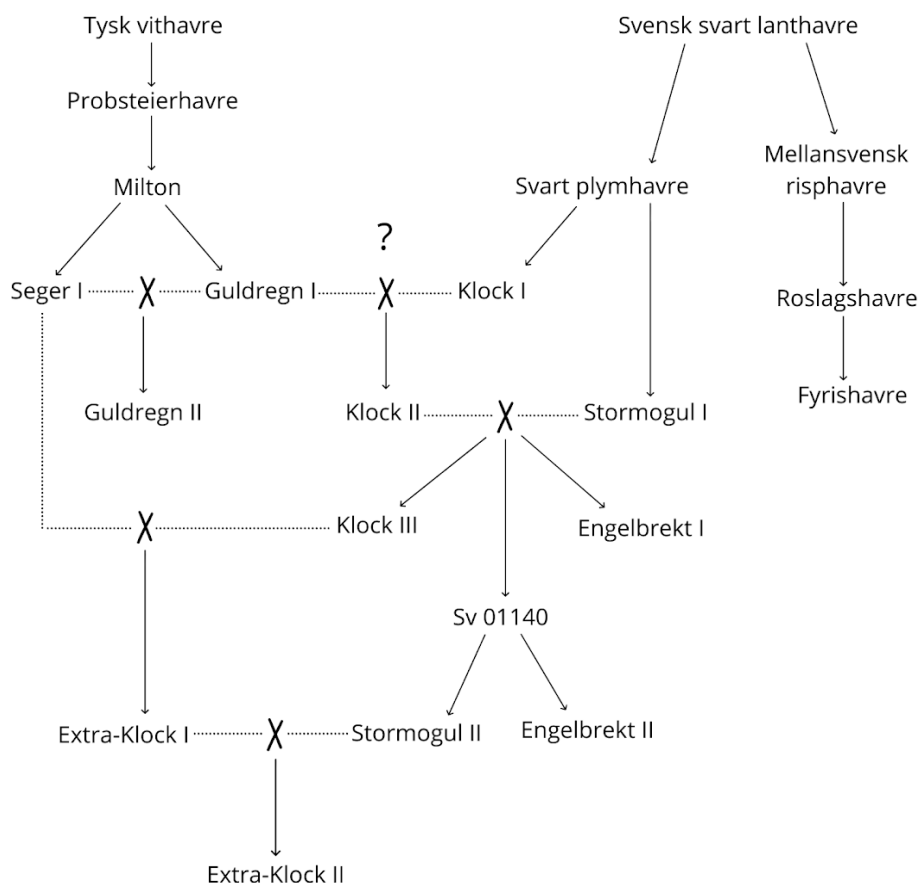 Tysk vithavre
Svensk svart lanthavre
Probsteierhavre
Mellansvensk
risphavre
Milton
Svart plymhavre
?
Seger I
X
Guldregn I
X
Klock I
Roslagshavre
Fyrishavre
Guldregn II
Klock II
X
Stormogul I
X
Klock III
Engelbrekt I
Sv 01140
Extra-Klock I
X
Stormogul II
Engelbrekt II
Extra-Klock II